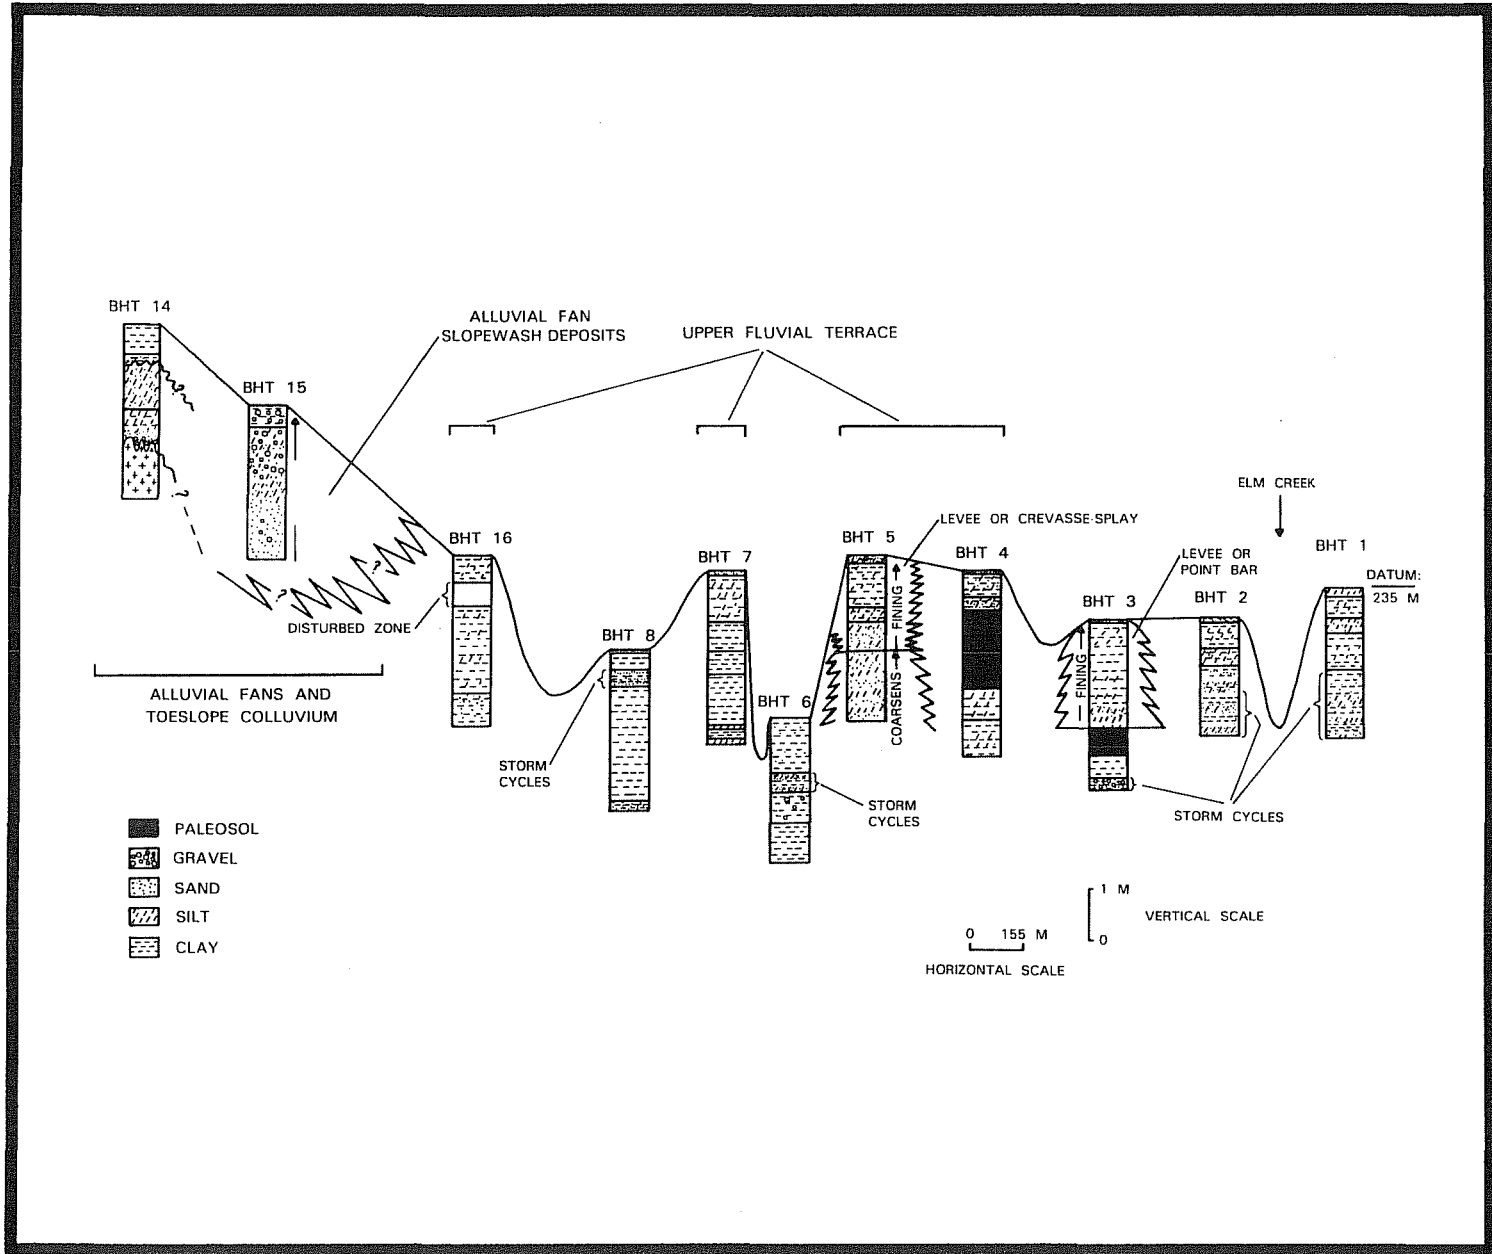 BHT 14
ALLUVIAL FAN
SLOPEWASH DEPOSITS
UPPER FLUVIAL TERRACE
BHT 15
ELM CREEK
LEVEE OR CREVASSE-SPLAY
BHT 16
BHT 7
BHT 5
BHT 4
LEVEE OR
POINT BAR
BHT 1
DATUM:
235 M
BHT 3
BHT 2
?
?
?
?
DISTURBED ZONE
BHT 8
FINING
COARSENS
FINING
BHT 6
ALLUVIAL FANS AND
TOESLOPE COLLUVIUM
STORM
CYCLES
STORM
CYCLES
STORM CYCLES
PALEOSOL
GRAVEL
SAND
SILT
CLAY
1 M
VERTICAL SCALE
0
0 155 M
HORIZONTAL SCALE